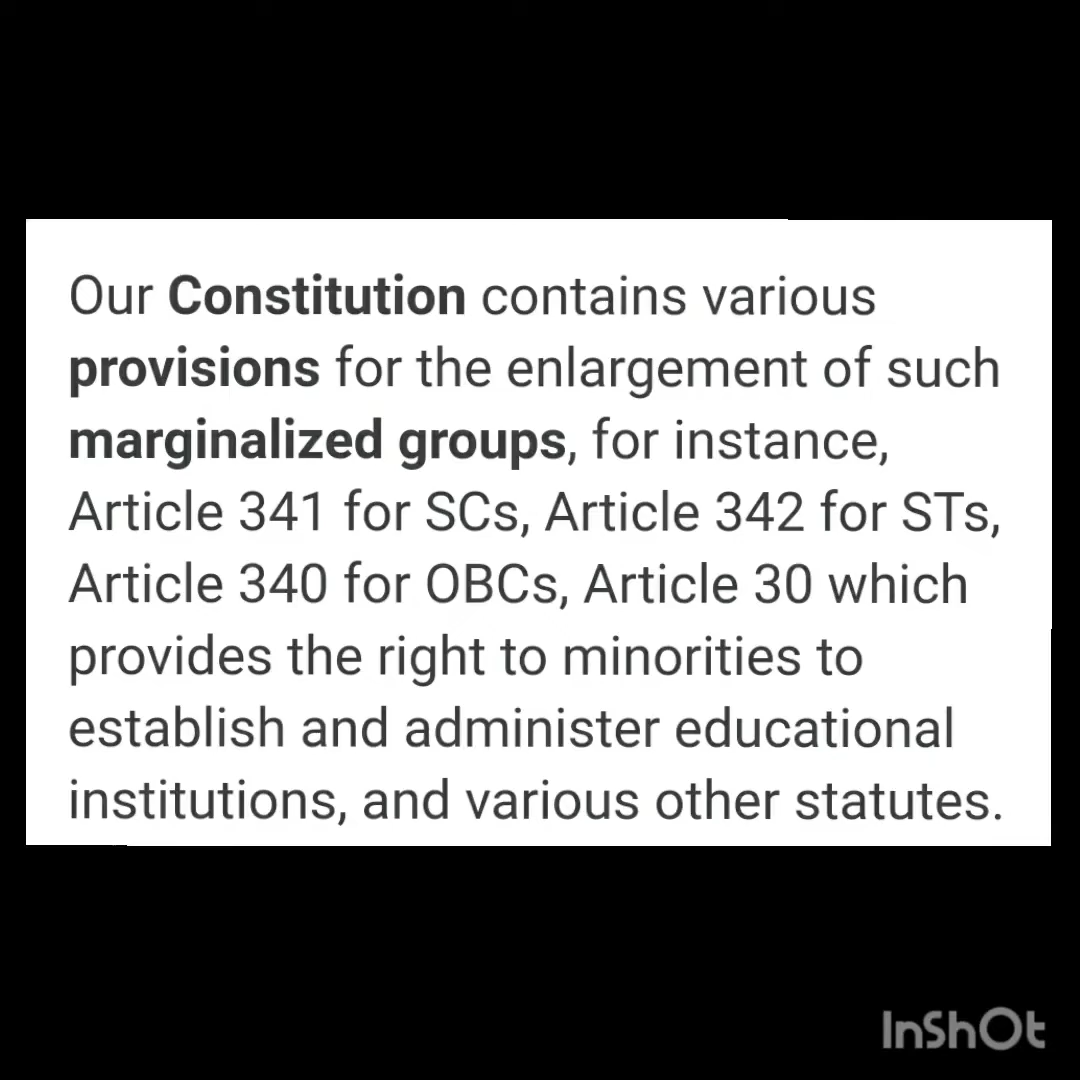 Our Constitution contains various
provisions for the enlargement of such
marginalized groups, for instance,
Article 341 for SCs, Article 342 for STs,
Article 340 for OBCs, Article 30 which
provides the right to minorities to
establish and administer educational
institutions, and various other statutes.
InShOt